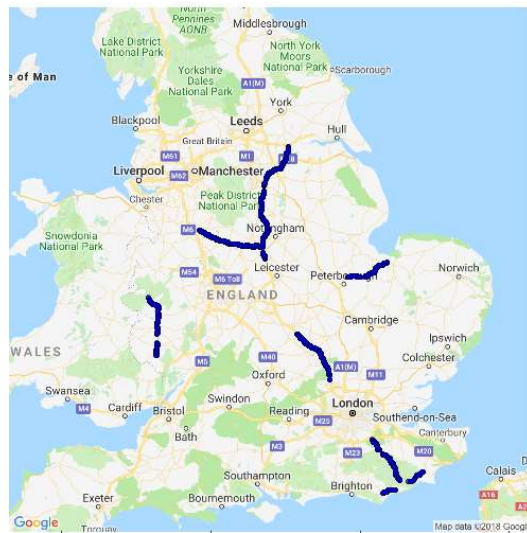 North
Pennines
AONB
Middlesbrough
Lake District
National Park
North York
Moors
National Park
Scarborough
e of Man
Yorkshire
Dales
National Park
A1(M)
York
Blackpool
Leeds
Hull
Great Britain
M61
M1
Liverpool
M62
Manchester
Chester
Peak District
National Park
Snowdonia
National Park
M6
Nottingham
M54
Leicester
Peterborough
Norwich
M6 Toll
ENGLAND
Cambridge
WALES
M5
M40
Ipswich
Colchester
A1(M)
M11
Oxford
Swansea
M4
Cardiff
Bristol
Swindon
Reading
London
Southend-on-Sea
M25
Bath
M3
M23
M20
Canterbury
Southampton
Brighton
Calais
A16
Exeter
Bournemouth
Google
Torquay
Map data ©2018 Googl